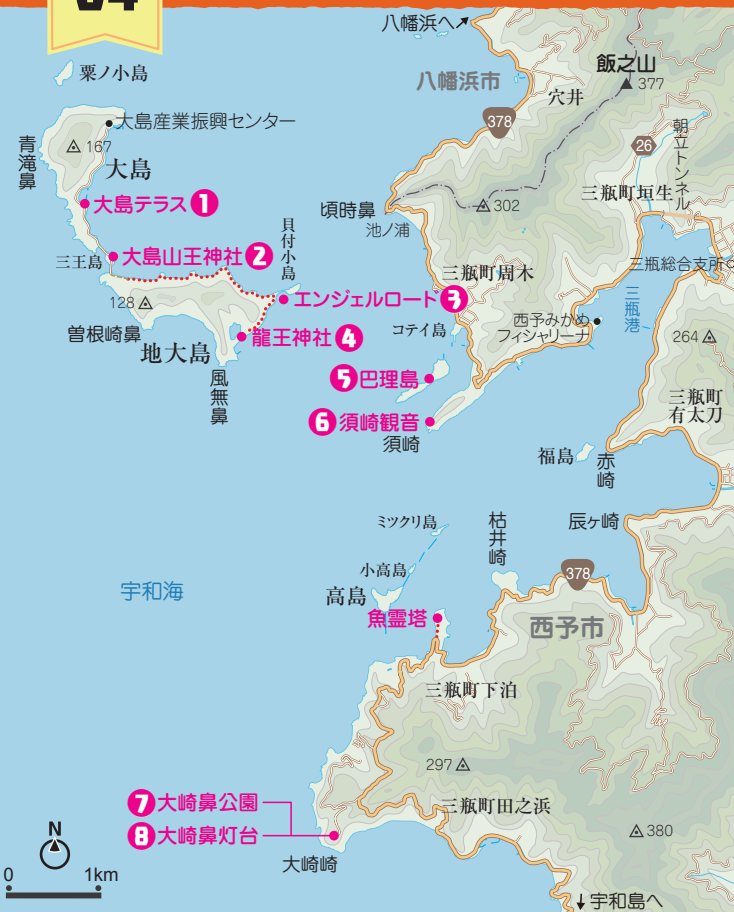 八幡浜へ
粟ノ小島
八幡浜市
飯之山
377
穴井
378
大島産業振興センター
青滝鼻
167
大島
26
朝立トンネル
302
三瓶町垣生
大島テラス 1
頃時鼻
池ノ浦
貝付小島
三王島
大島山王神社 2
三瓶町周木
三瓶総合支所
エンジェルロード 3
128
三瓶港
曽根崎鼻
地大島
龍王神社 4
コテイ島
西予みかめ
フィシャリーナ
264
風無鼻
5 巴理島
三瓶町
有太刀
6 須崎観音
須崎
福島
赤崎
ミツクリ島
枯井崎
辰ヶ崎
小高島
378
宇和海
高島
魚霊塔
西予市
三瓶町下泊
297
7 大崎鼻公園
三瓶町田之浜
8 大崎鼻灯台
380
N
大崎崎
0 1km
宇和島へ